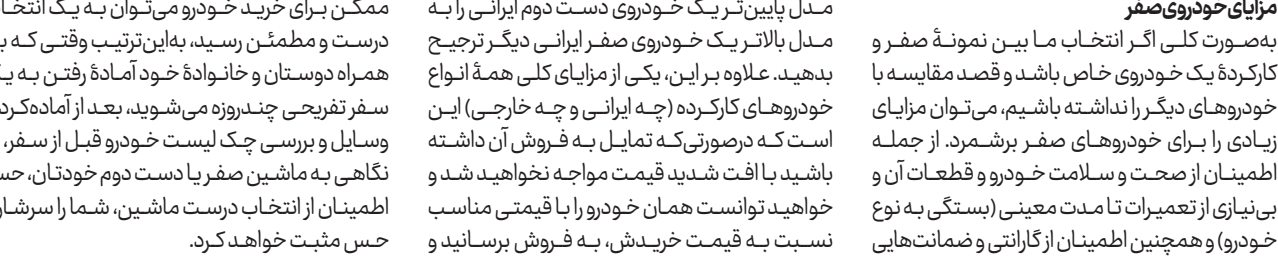 مزایای خودروی صفر
به‌صورت کلی اگر انتخاب ما بین نمونهٔ صفر و
کارکردهٔ یک خودروی خاص باشد و قصد مقایسه با
خودروهای دیگر را نداشته باشیم، می‌توان مزایای
زیادی را برای خودروهای صفر برشمرد. از جمله
اطمینان از صحت و سلامت خودرو و قطعات آن و
بی‌نیازی از تعمیرات تا مدت معینی (بستگی به نوع
خودرو) و همچنین اطمینان از گارانتی و ضمانت‌هایی
مدل پایین‌تر یک خودروی دست دوم ایرانی را به
مدل بالاتر یک خودروی صفر ایرانی دیگر ترجیح
بدهید. علاوه بر این، یکی از مزایای کلی همهٔ انواع
خودروهای کارکرده (چه ایرانی و چه خارجی) این
است که درصورتی‌که تمایل به فروش آن داشته
باشید با افت شدید قیمت مواجه نخواهید شد و
خواهید توانست همان خودرو را با قیمتی مناسب
نسبت به قیمت خریدش، به فروش برسانید و
ممکن برای خرید خودرو می‌توان به یک
درست و مطمئن رسید، به‌این‌ترتیب وقتی که
همراه دوستان و خانوادهٔ خود آمادهٔ رفتن به
سفر تفریحی چندروزه می‌شوید، بعد از
وسایل و بررسی چک لیست خودرو قبل از سفر،
نگاهی به ماشین صفر یا دست دوم خودتان،
اطمینان از انتخاب درست ماشین، شما را
حس مثبت خواهد کرد.